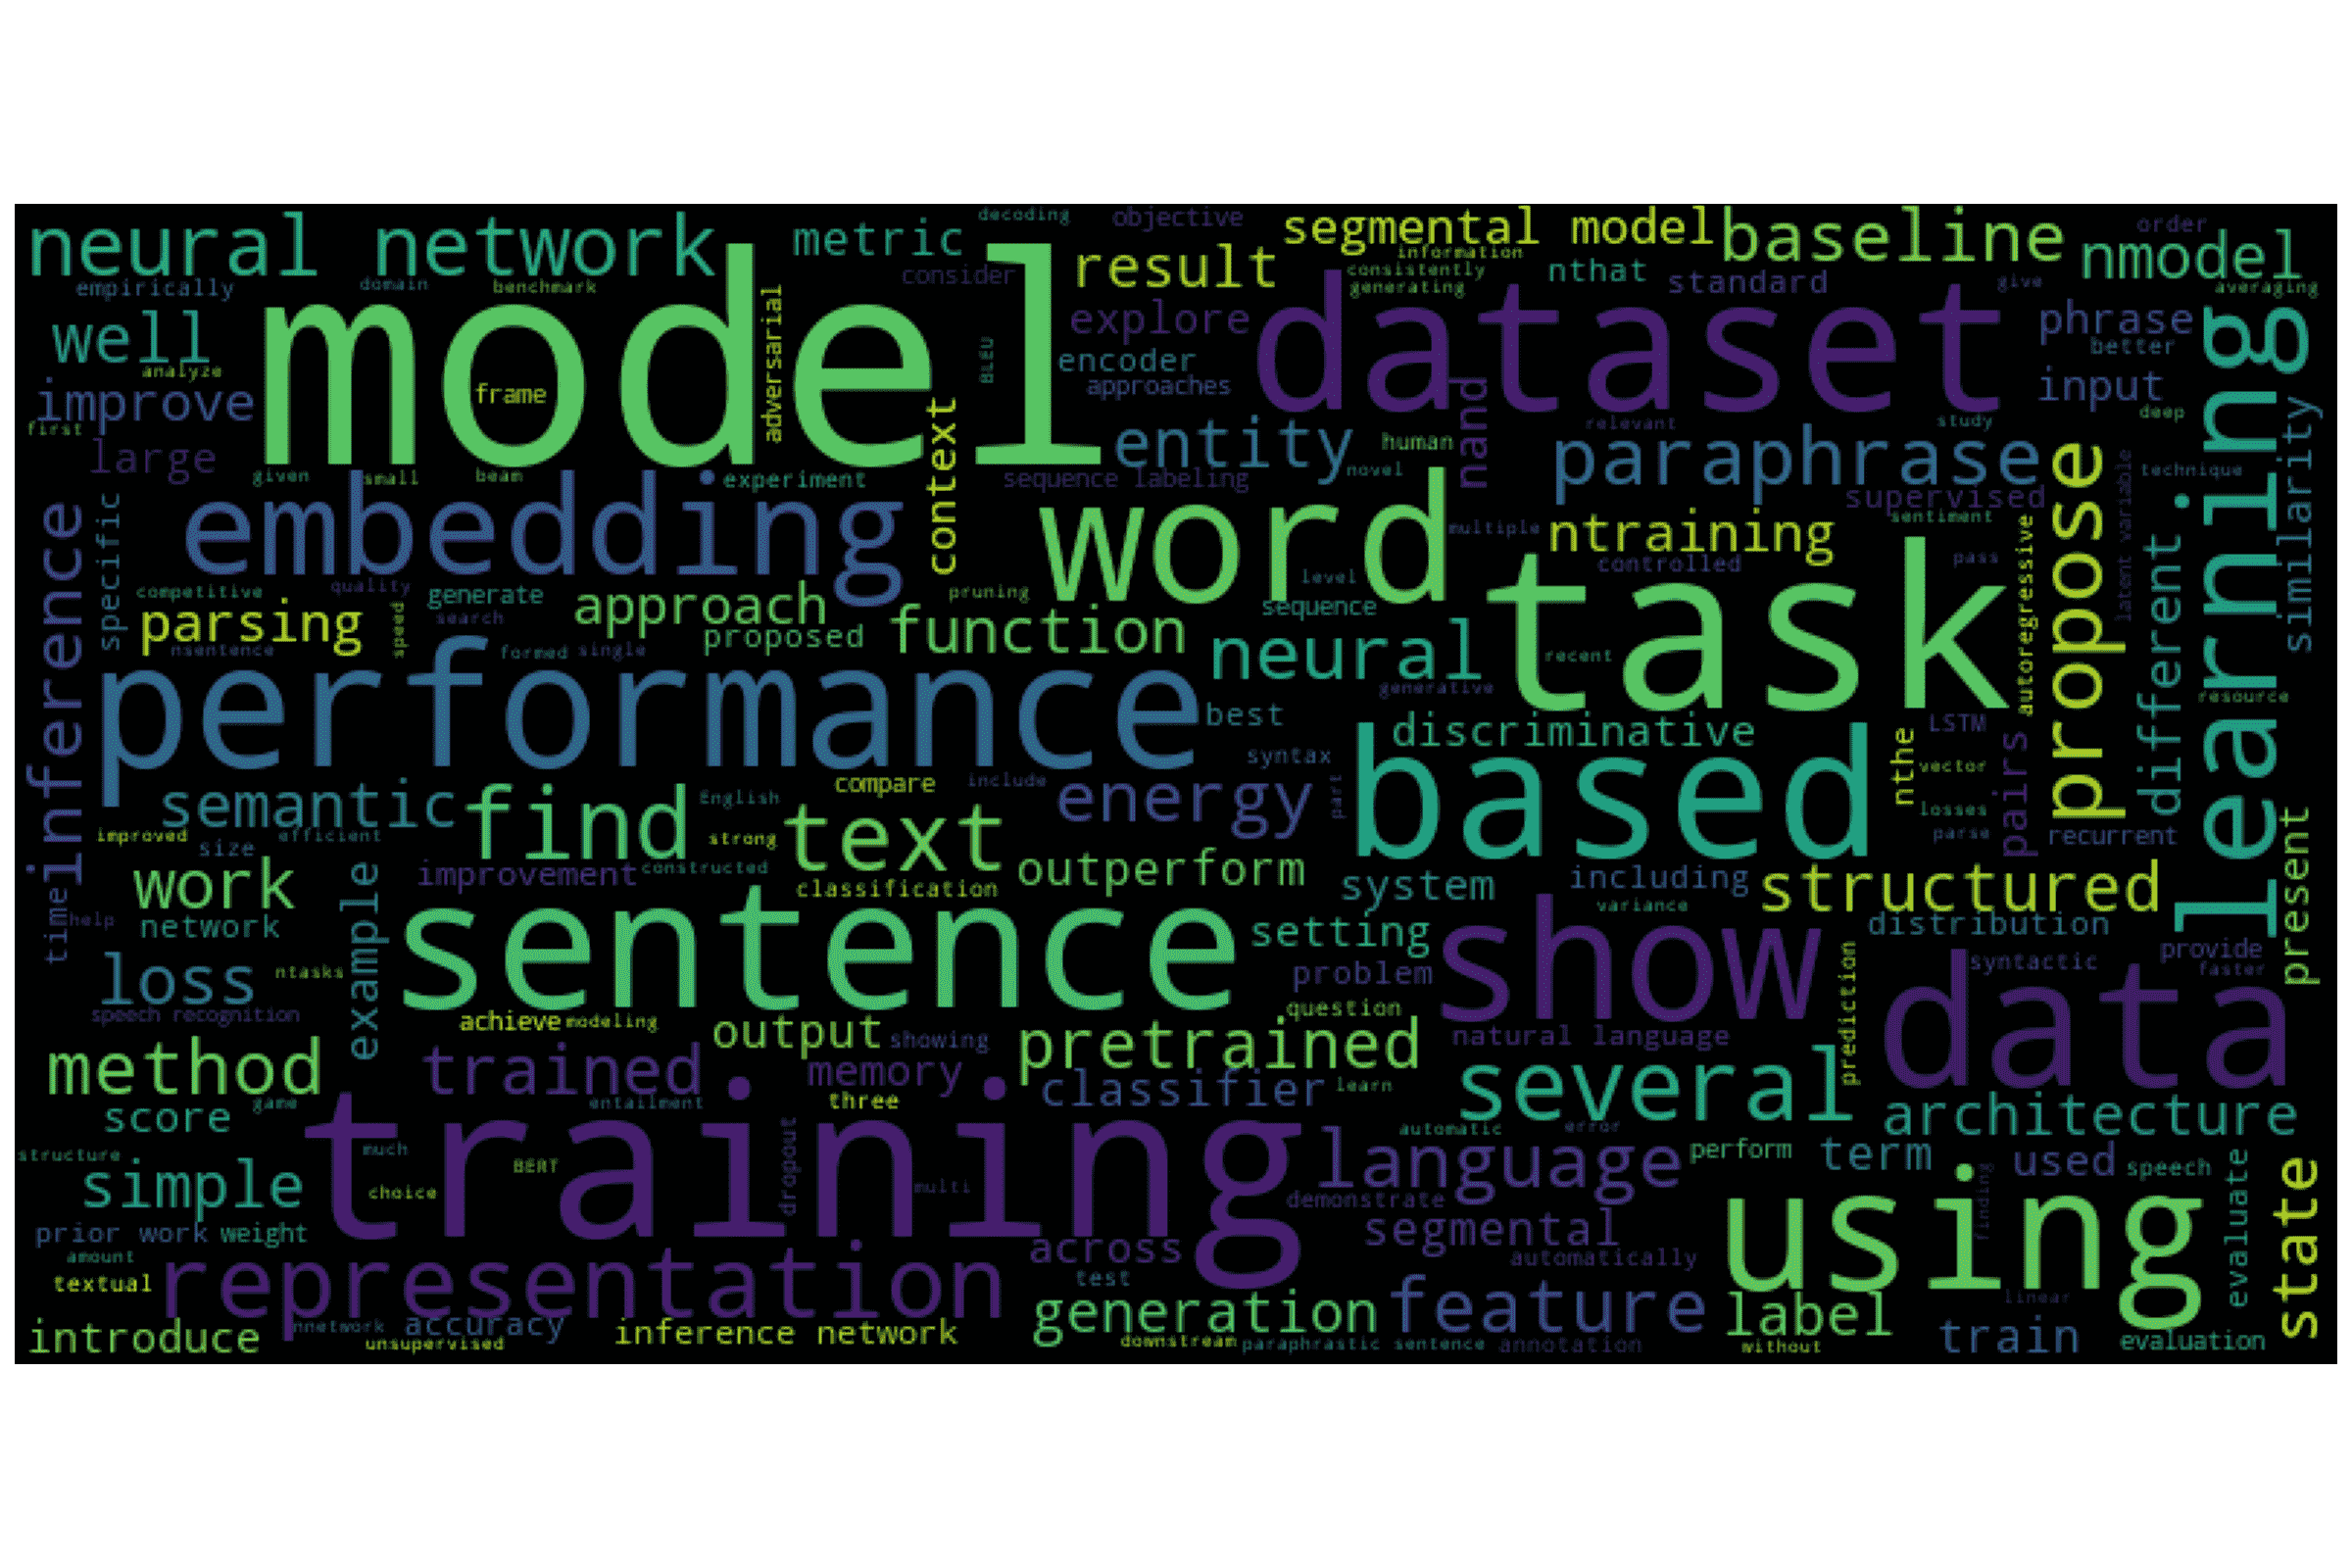 neural network
metric
decoding
objective
segmental model
baseline
order
empirically
domain
benchmark
consider
result
information
consistently
generating
nthat
standard
give
nmodel
averaging
well
model
adversarial
BLEU
explore
encoder
approaches
dataset
phrase
better
input
learning
analyze
improve
frame
first
large
context
entity
human
nand
relevant
study
deep
similarity
given
small
beam
experiment
sequence labeling
novel
paraphrase
propose
technique
latent variable
supervised
sentiment
inference
specific
embedding
word
multiple
ntraining
controlled
autoregressive
pass
different
competitive
quality
generate
approach
pruning
level
sequence
task
parsing
speed
search
proposed
function
neural
recent
nsentence
formed
single
generative
resource
performance
best
discriminative
LSTM
nthe
vector
pairs
losses
parse
recurrent
syntax
based
semantic
find
English
compare
include
energy
part
improved
efficient
strong
text
size
present
work
improvement
constructed
classification
outperform
system
including
structured
variance
time
help
network
example
sentence
setting
show
distribution
loss
ntasks
problem
prediction
syntactic
provide
faster
data
speech recognition
achieve
modeling
output
showing
question
pretrained
natural language
method
trained
memory
classifier
learn
several
score
game
entailment
three
architecture
automatic
error
structure
much
training
dropout
language
perform
term
used
speech
evaluate
state
BERT
simple
choice
multi
demonstrate
finding
using
prior work
weight
segmental
across
automatically
amount
textual
representation
test
linear
generation
feature
label
introduce
nnetwork
accuracy
unsupervised
inference network
downstream
paraphrastic sentence
annotation
without
train
evaluation